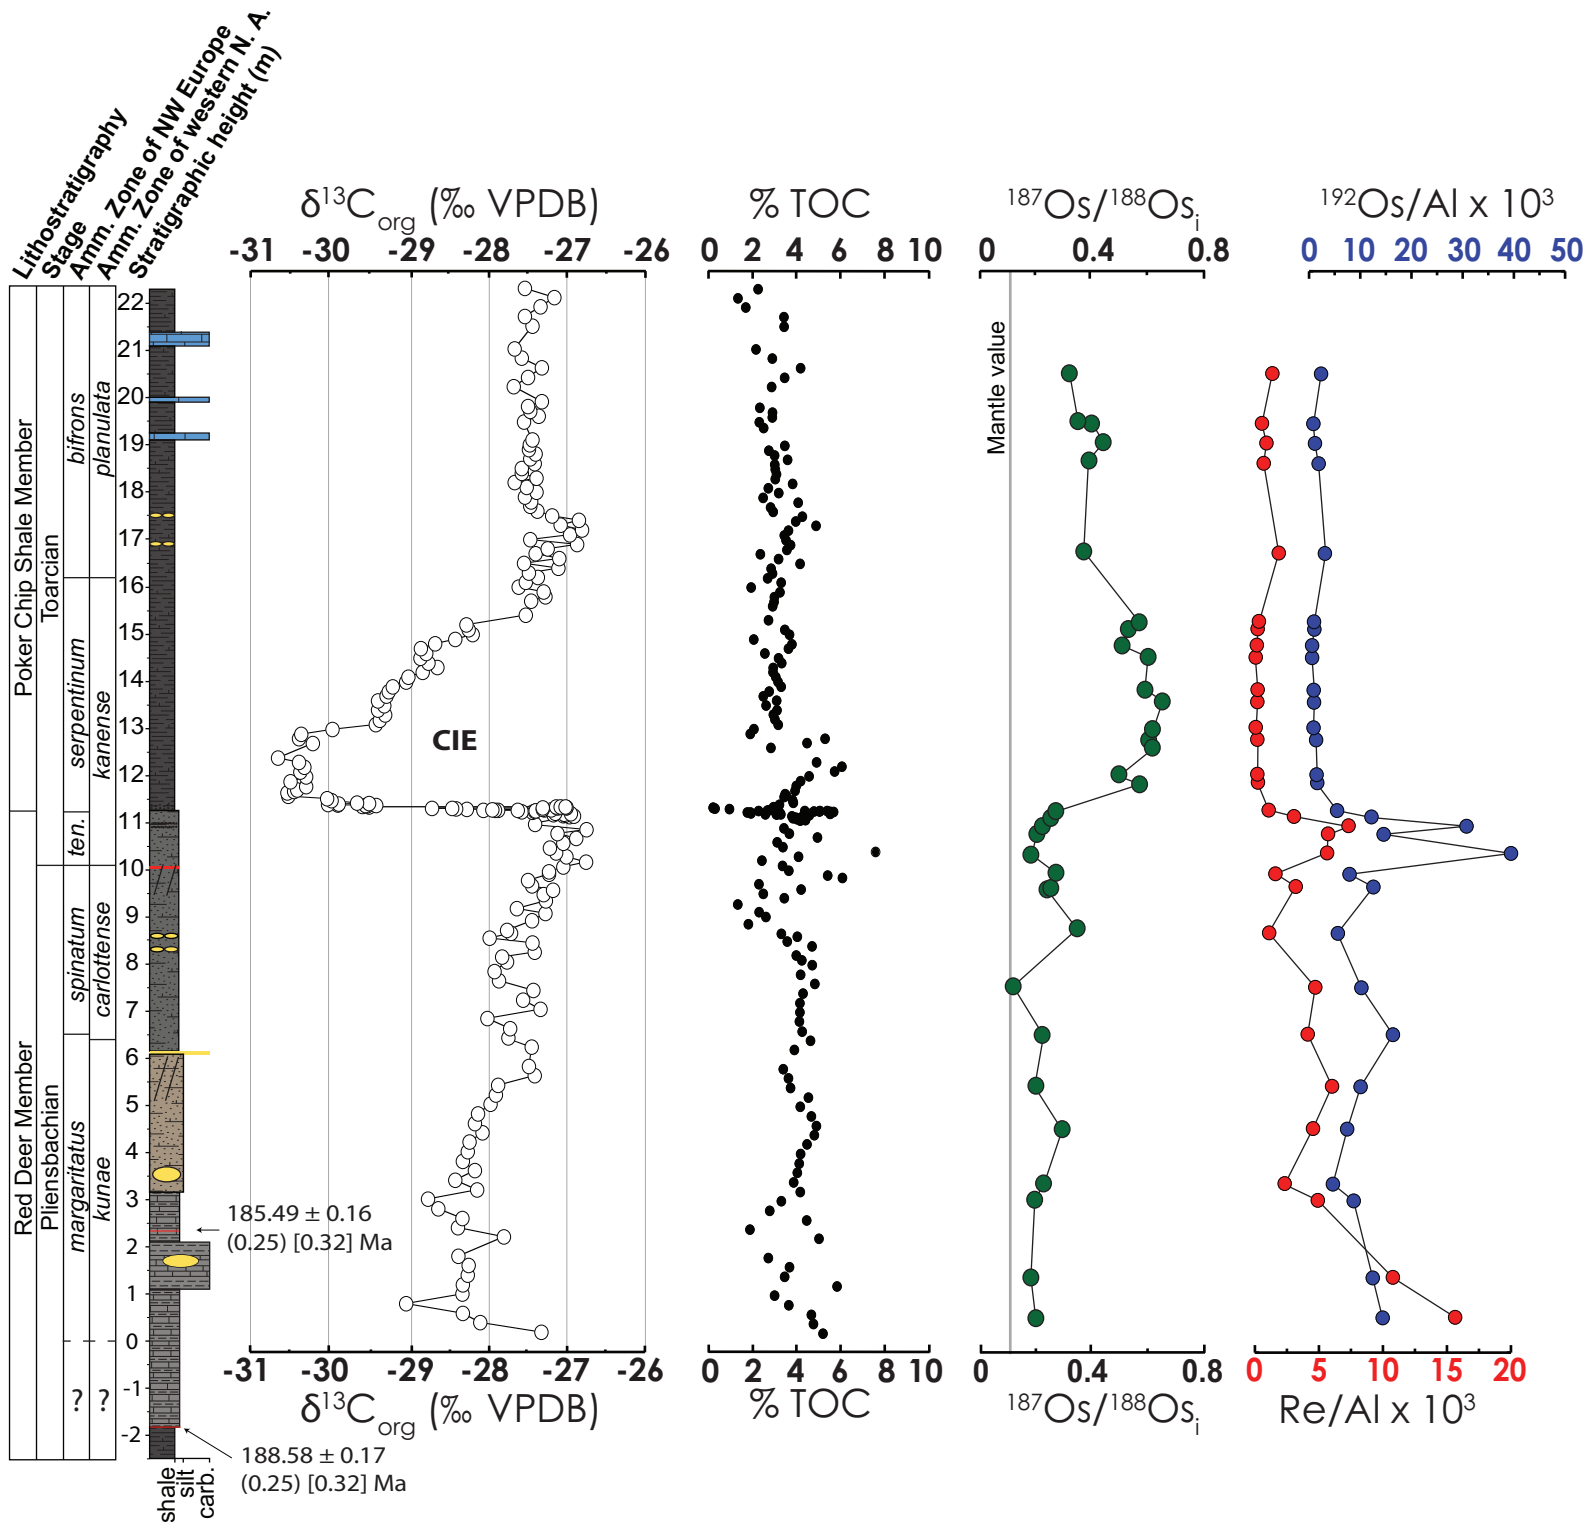 Lithostratigraphy
Stage
Amm. Zone of NW Europe
Amm. Zone of western N. A.
Stratigraphic height (m)
δ13Corg (‰ VPDB)
% TOC
187Os/188Osi
192Os/Al x 10³
-31 -30 -29 -28 -27 -26
0 2 4 6 8 10
0 0.4 0.8
0 10 20 30 40 50
Poker Chip Shale Member
Red Deer Member
Toarcian
Pliensbachian
bifrons
serpentinum
ten.
spinatum
margaritatus
?
planulata
kanense
carlottense
kunae
?
22
21
20
19
18
17
16
15
14
13
12
11
10
9
8
7
6
5
4
3
2
1
0
-1
-2
shale
silt
carb.
CIE
Mantle value
185.49 ± 0.16
(0.25) [0.32] Ma
188.58 ± 0.17
(0.25) [0.32] Ma
-31 -30 -29 -28 -27 -26
0 2 4 6 8 10
0 0.4 0.8
0 5 10 15 20
δ13Corg (‰ VPDB)
% TOC
187Os/188Osi
Re/Al x 10³